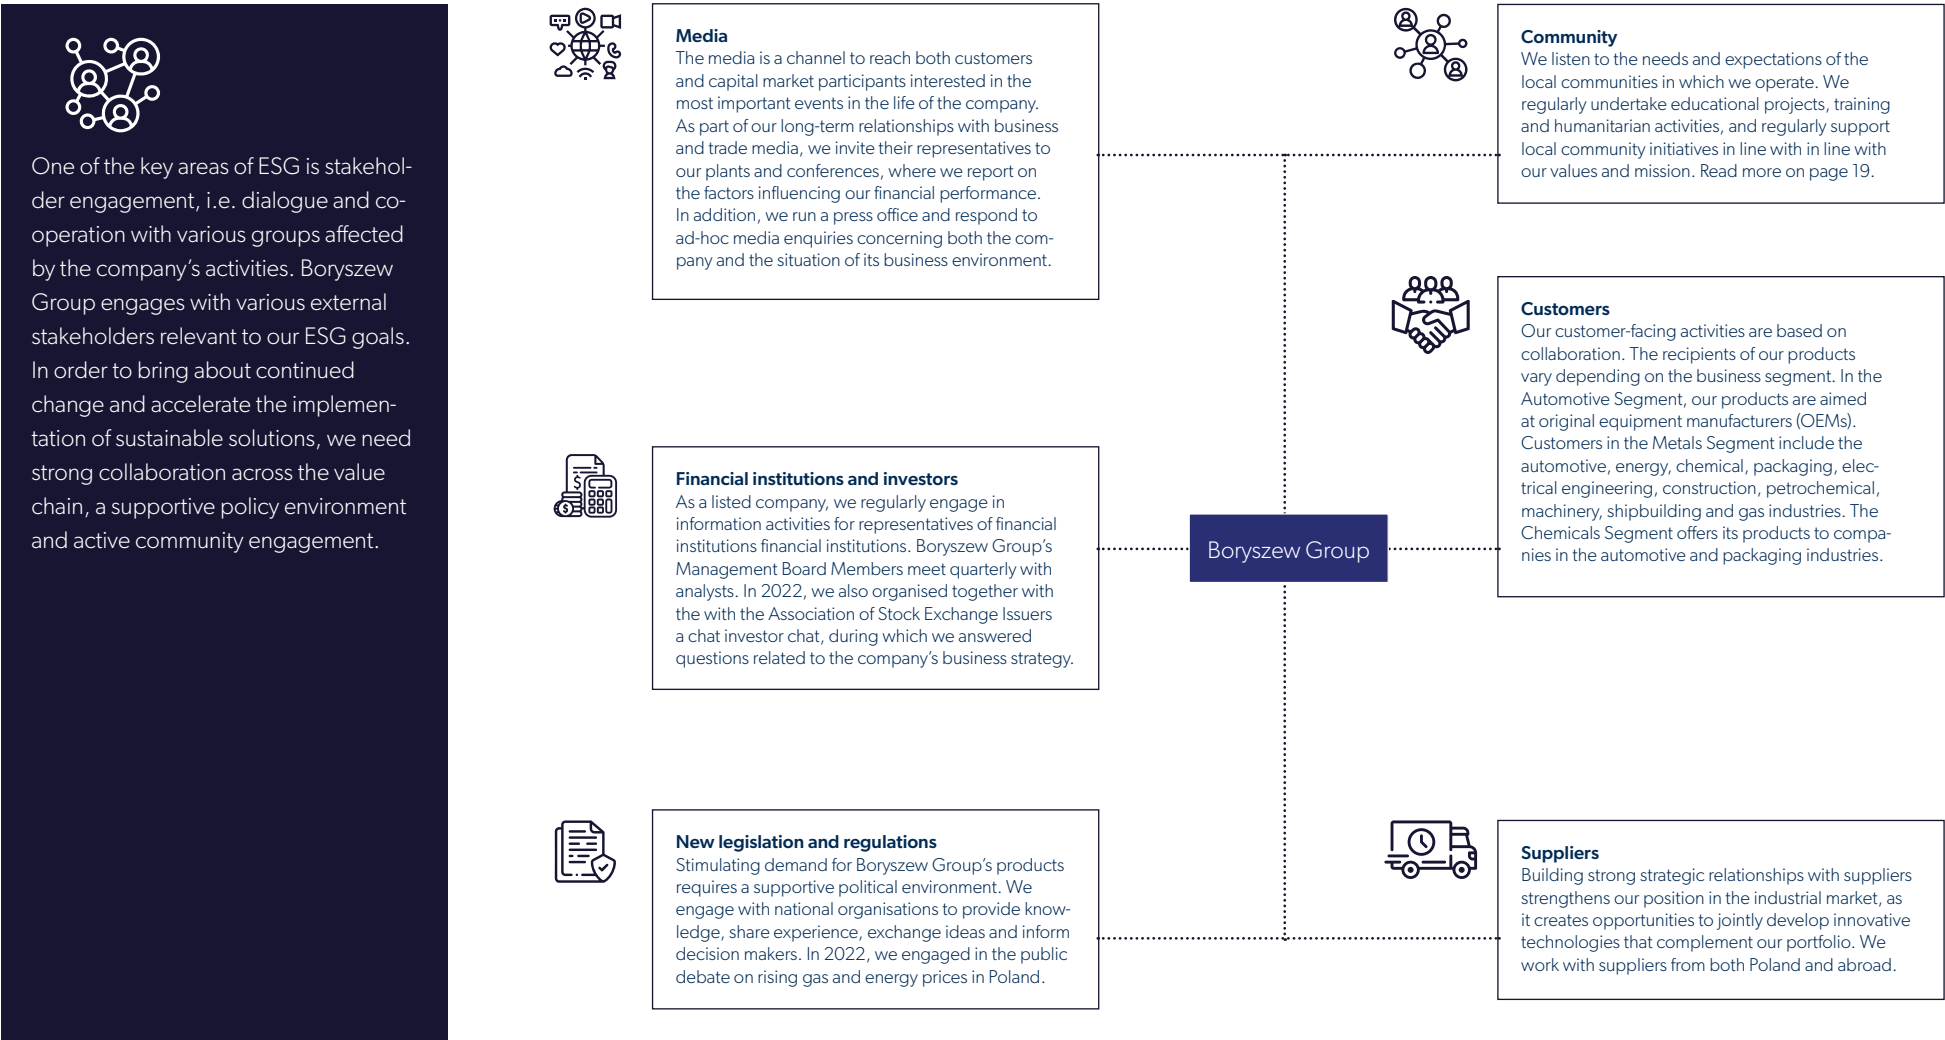 One of the key areas of ESG is stakehol-
der engagement, i.e. dialogue and co-
operation with various groups affected
by the company's activities. Boryszew
Group engages with various external
stakeholders relevant to our ESG goals.
In order to bring about continued
change and accelerate the implemen-
tation of sustainable solutions, we need
strong collaboration across the value
chain, a supportive policy environment
and active community engagement.
Media
The media is a channel to reach both customers
and capital market participants interested in the
most important events in the life of the company.
As part of our long-term relationships with business
and trade media, we invite their representatives to
our plants and conferences, where we report on
the factors influencing our financial performance.
In addition, we run a press office and respond to
ad-hoc media enquiries concerning both the com-
pany and the situation of its business environment.
Financial institutions and investors
As a listed company, we regularly engage in
information activities for representatives of financial
institutions financial institutions. Boryszew Group's
Management Board Members meet quarterly with
analysts. In 2022, we also organised together with
the with the Association of Stock Exchange Issuers
a chat investor chat, during which we answered
questions related to the company's business strategy.
New legislation and regulations
Stimulating demand for Boryszew Group's products
requires a supportive political environment. We
engage with national organisations to provide know-
ledge, share experience, exchange ideas and inform
decision makers. In 2022, we engaged in the public
debate on rising gas and energy prices in Poland.
Boryszew Group
Community
We listen to the needs and expectations of the
local communities in which we operate. We
regularly undertake educational projects, training
and humanitarian activities, and regularly support
local community initiatives in line with in line with
our values and mission. Read more on page 19.
Customers
Our customer-facing activities are based on
collaboration. The recipients of our products
vary depending on the business segment. In the
Automotive Segment, our products are aimed
at original equipment manufacturers (OEMs).
Customers in the Metals Segment include the
automotive, energy, chemical, packaging, elec-
trical engineering, construction, petrochemical,
machinery, shipbuilding and gas industries. The
Chemicals Segment offers its products to compa-
nies in the automotive and packaging industries.
Suppliers
Building strong strategic relationships with suppliers
strengthens our position in the industrial market, as
it creates opportunities to jointly develop innovative
technologies that complement our portfolio. We
work with suppliers from both Poland and abroad.